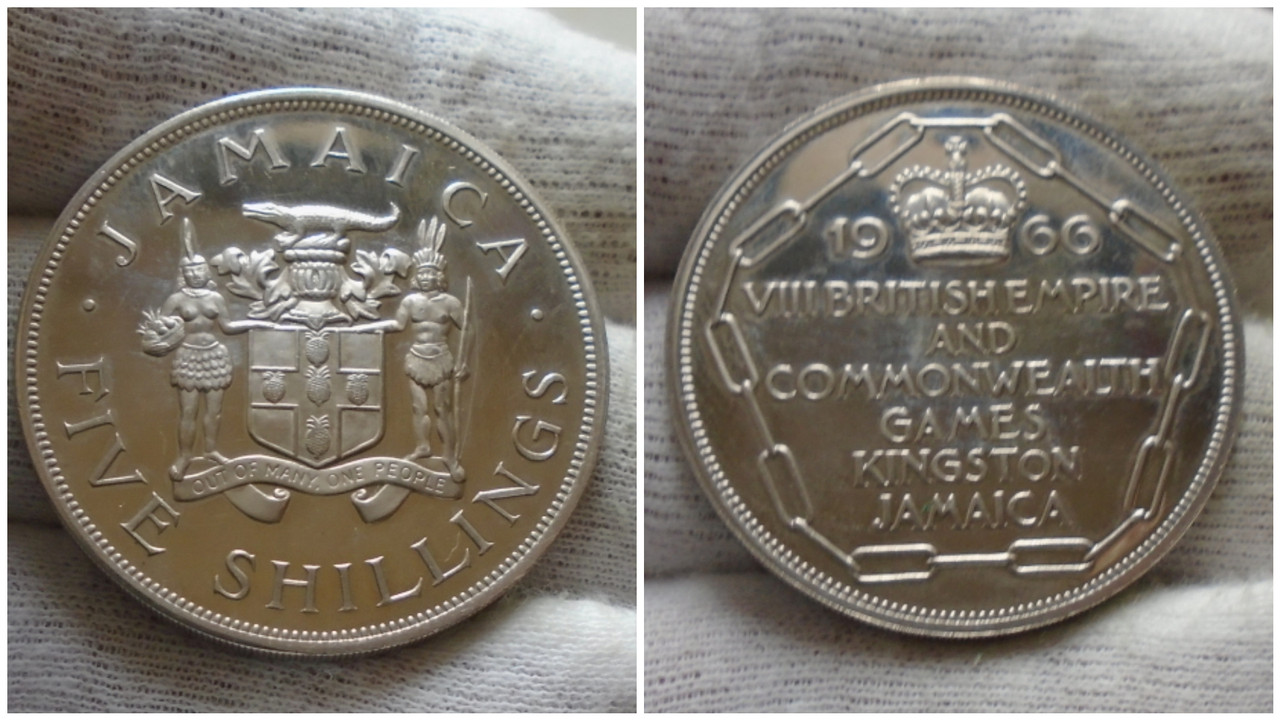 JAMAICA
· FIVE SHILLINGS ·
OUT OF MANY, ONE PEOPLE
1966
VIII BRITISH EMPIRE
AND
COMMONWEALTH
GAMES
KINGSTON
JAMAICA